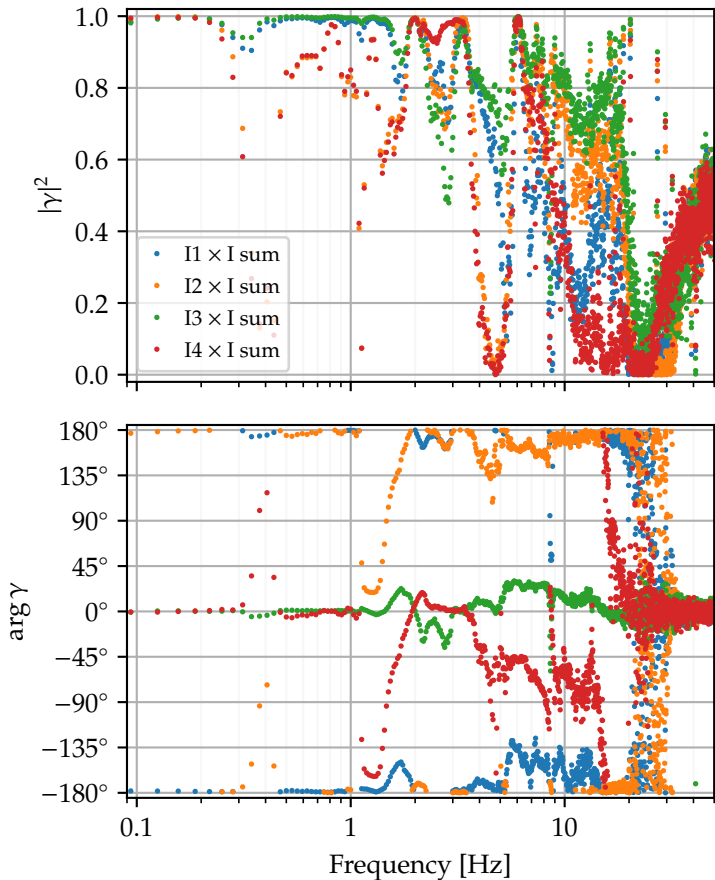 1.0
0.8
0.6
0.4
0.2
0.0
|γ|²
I1 × I sum
I2 × I sum
I3 × I sum
I4 × I sum
180°
135°
90°
45°
0°
−45°
−90°
−135°
−180°
arg γ
0.1
1
10
Frequency [Hz]